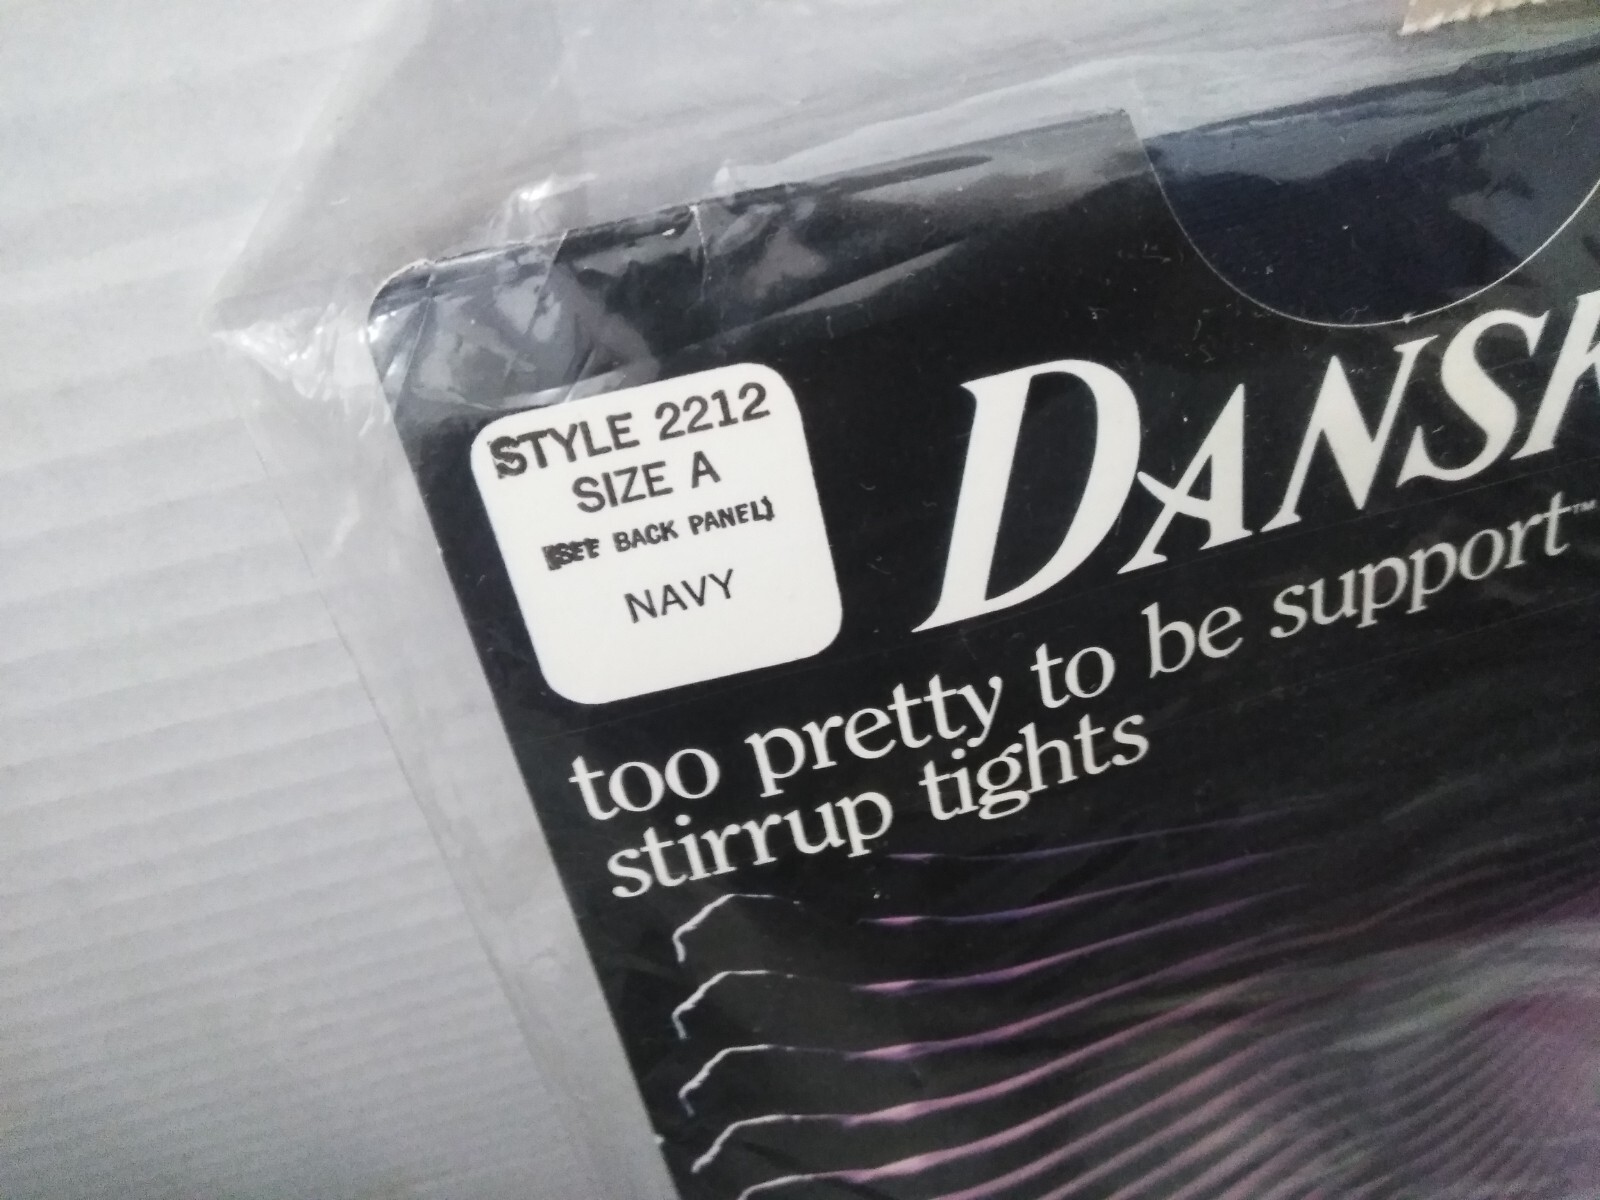 STYLE 2212
SIZE A
(SEE BACK PANEL)
NAVY
DANSK
too pretty to be support™
stirrup tights